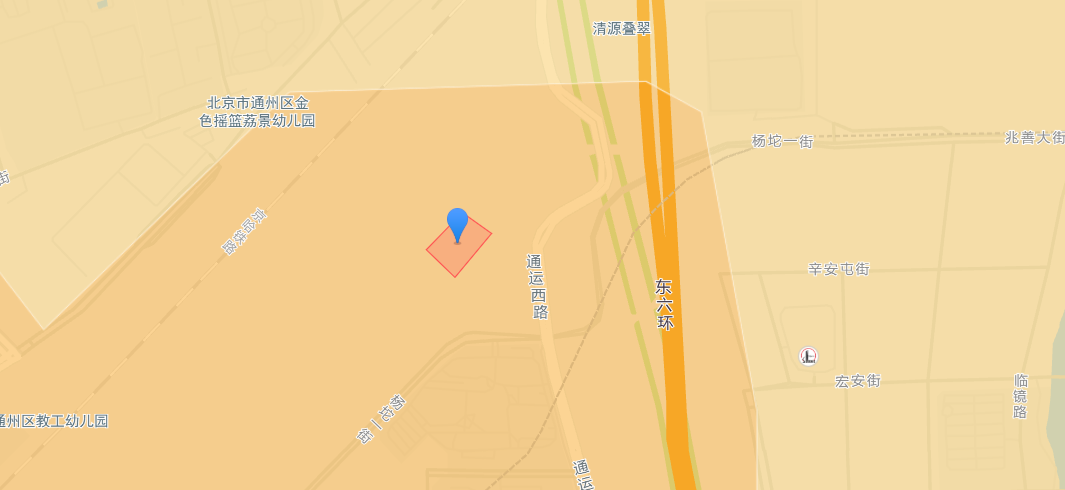 清源叠翠
北京市通州区金
色摇篮荔景幼儿园
杨坨一街
兆善大街
街
京哈铁路
通运西路
东六环
辛安屯街
宏安街
临镜路
杨坨一街
通州区教工幼儿园
通运